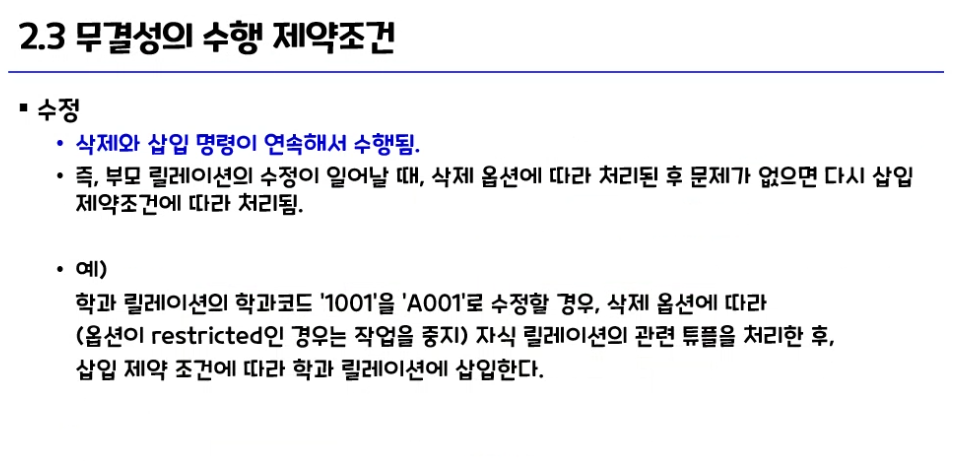 2.3 무결성의 수행 제약조건
▪ 수정
• 삭제와 삽입 명령이 연속해서 수행됨.
• 즉, 부모 릴레이션의 수정이 일어날 때, 삭제 옵션에 따라 처리된 후 문제가 없으면 다시 삽입
제약조건에 따라 처리됨.
• 예)
학과 릴레이션의 학과코드 '1001'을 'A001'로 수정할 경우, 삭제 옵션에 따라
(옵션이 restricted인 경우는 작업을 중지) 자식 릴레이션의 관련 튜플을 처리한 후,
삽입 제약 조건에 따라 학과 릴레이션에 삽입한다.